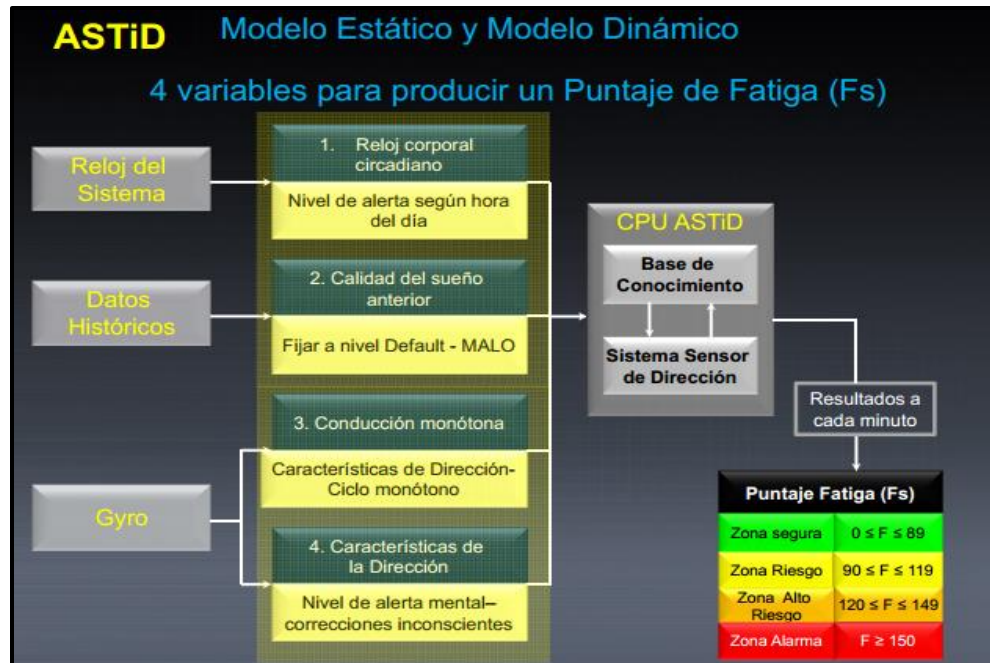 ASTiD
Modelo Estático y Modelo Dinámico
4 variables para producir un Puntaje de Fatiga (Fs)
Reloj del
Sistema
1. Reloj corporal
circadiano
Nivel de alerta según hora
del día
Datos
Históricos
2. Calidad del sueño
anterior
Fijar a nivel Default - MALO
Gyro
3. Conducción monótona
Características de Dirección-
Ciclo monótono
4. Características de
la Dirección
Nivel de alerta mental–
correcciones inconscientes
CPU ASTiD
Base de
Conocimiento
Sistema Sensor
de Dirección
Resultados a
cada minuto
Puntaje Fatiga (Fs)
Zona segura 0 ≤ F ≤ 89
Zona Riesgo 90 ≤ F ≤ 119
Zona Alto
Riesgo 120 ≤ F ≤ 149
Zona Alarma F ≥ 150